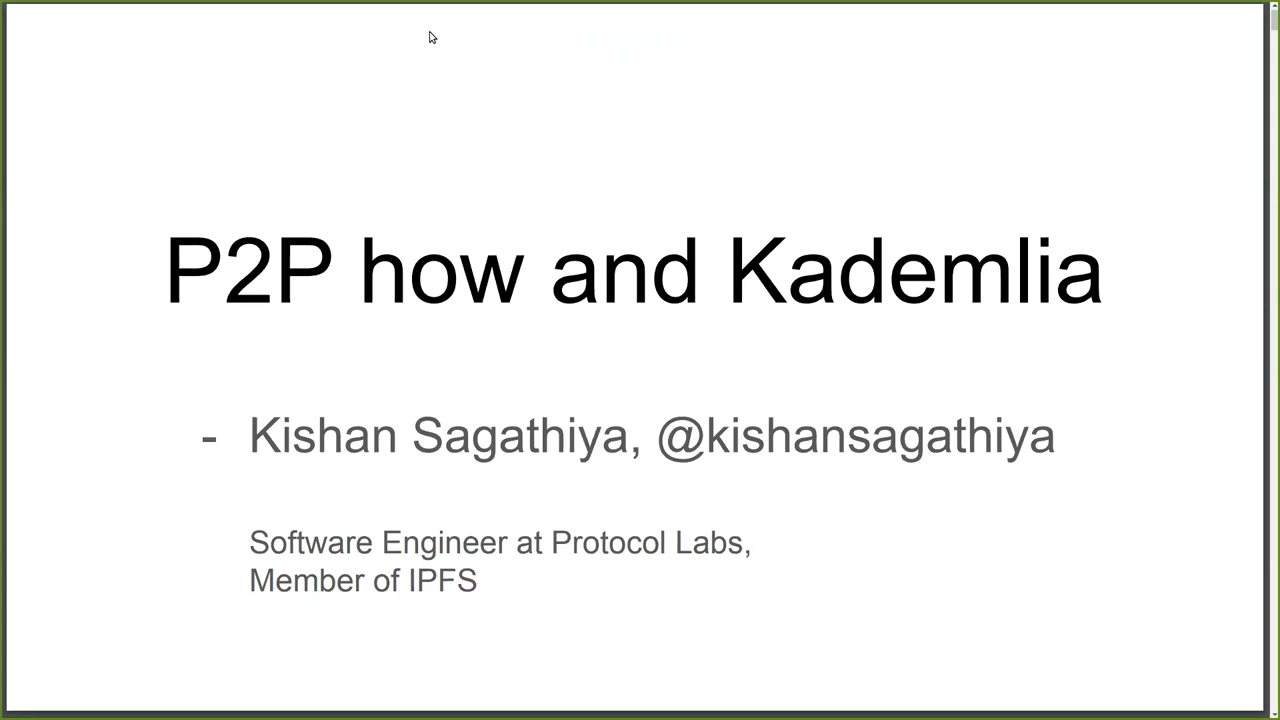 P2P how and Kademlia
- Kishan Sagathiya, @kishansagathiya
Software Engineer at Protocol Labs,
Member of IPFS